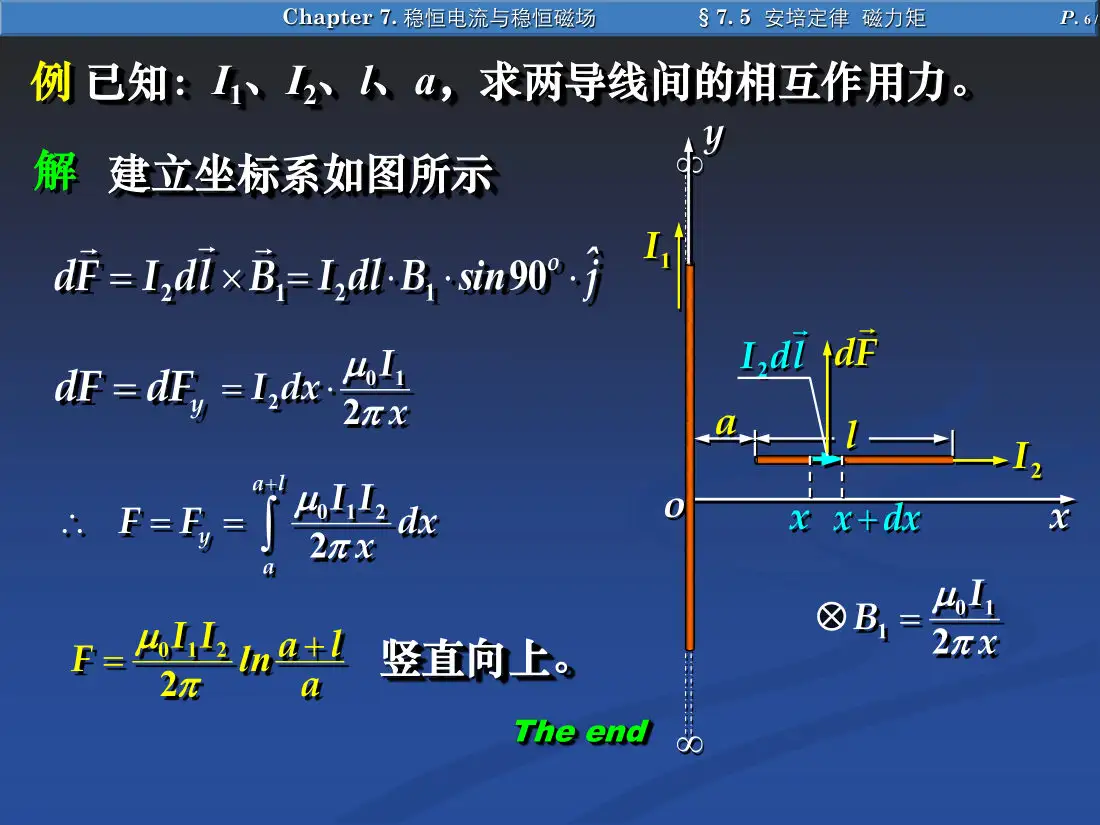 Chapter 7. 稳恒电流与稳恒磁场 §7. 5 安培定律 磁力矩 P. 6 /
例 已知：I₁、I₂、l、a，求两导线间的相互作用力。
解 建立坐标系如图所示
dF⃗ = I₂dl⃗ × B⃗₁= I₂dl · B₁ · sin90° · ĵ
dF = dF_y = I₂dx · μ₀I₁/2πx
∴ F = F_y = ∫ₐ^{a+l} μ₀I₁I₂/2πx dx
F = μ₀I₁I₂/2π ln a+l/a 竖直向上。
The end
y
∞
I₁
I₂dl⃗
dF⃗
a
l
I₂
o
x
x+dx
x
⊗B₁ = μ₀I₁/2πx
∞